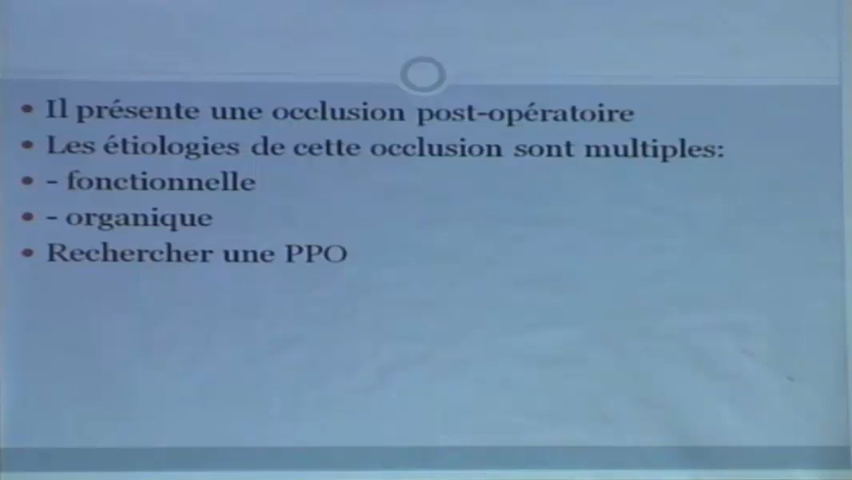 • Il présente une occlusion post-opératoire
• Les étiologies de cette occlusion sont multiples:
• - fonctionnelle
• - organique
• Rechercher une PPO